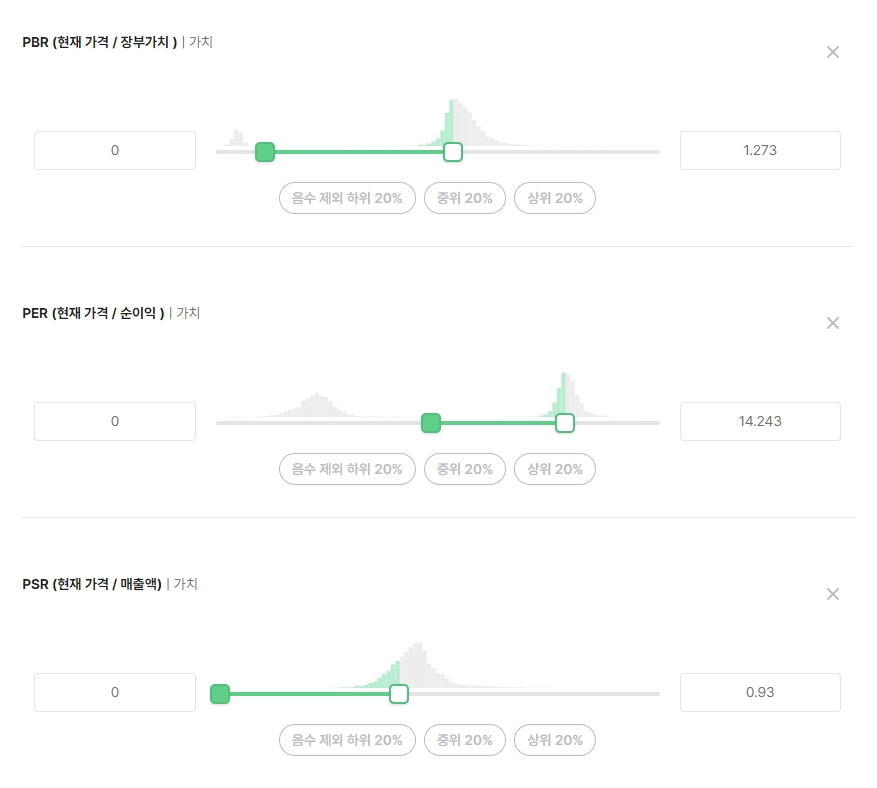 PBR (현재 가격 / 장부가치 ) | 가치
0
1.273
음수 제외 하위 20% 중위 20% 상위 20%
PER (현재 가격 / 순이익 ) | 가치
0
14.243
음수 제외 하위 20% 중위 20% 상위 20%
PSR (현재 가격 / 매출액) | 가치
0
0.93
음수 제외 하위 20% 중위 20% 상위 20%